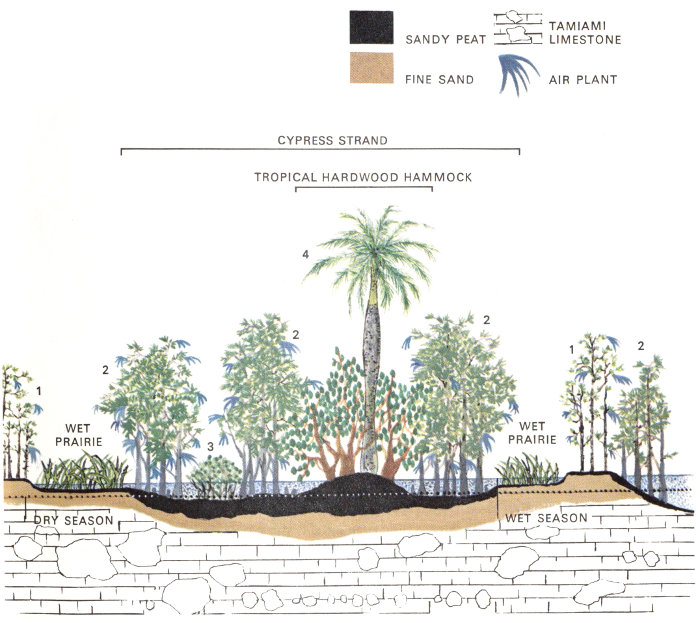 SANDY PEAT
TAMIAMI
LIMESTONE
FINE SAND
AIR PLANT
CYPRESS STRAND
TROPICAL HARDWOOD HAMMOCK
4
2
2
1
2
2
1
3
WET
PRAIRIE
WET
PRAIRIE
DRY SEASON
WET SEASON